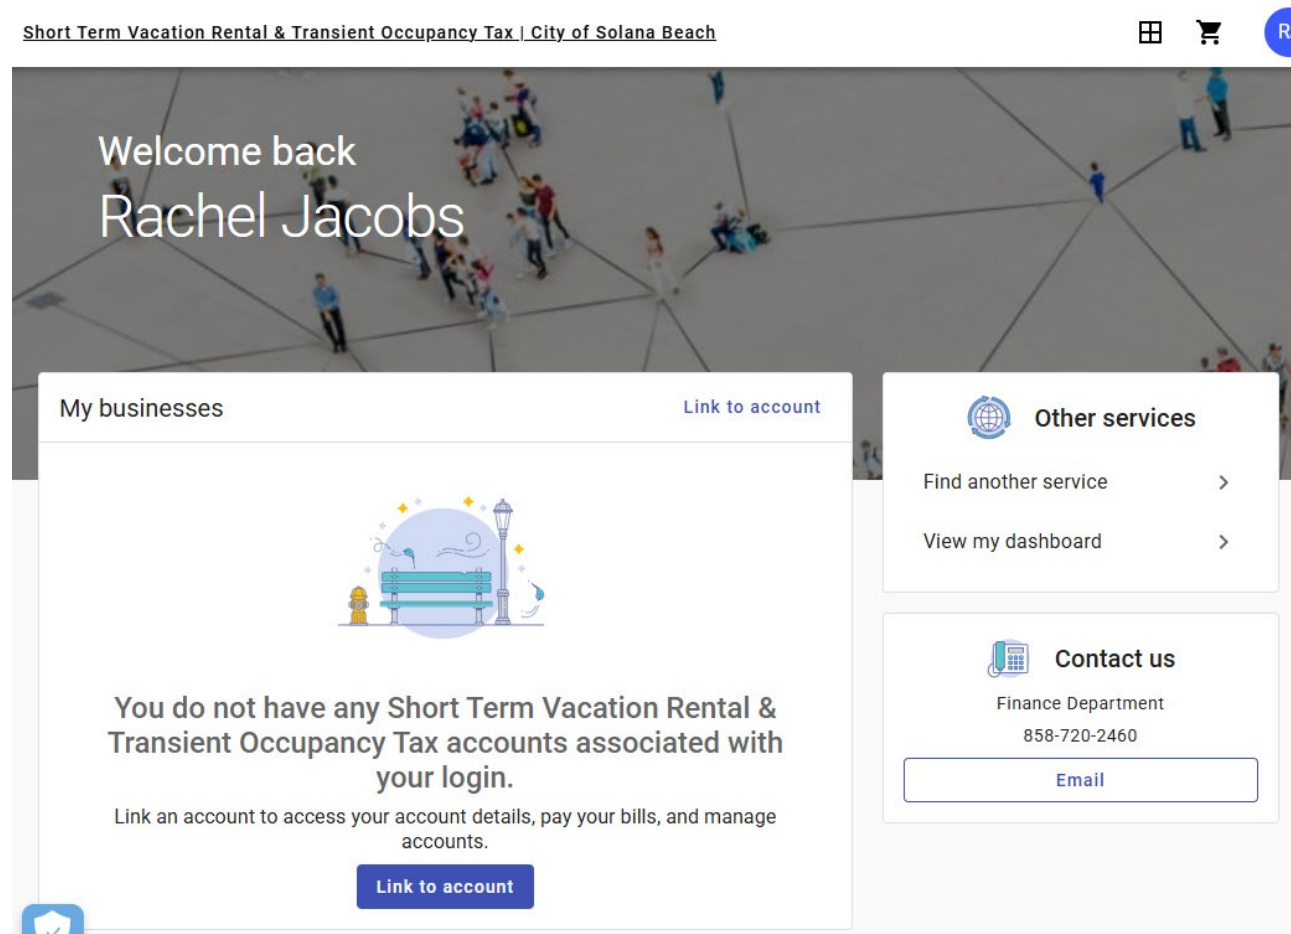 Short Term Vacation Rental & Transient Occupancy Tax | City of Solana Beach
Welcome back
Rachel Jacobs
My businesses
Link to account
You do not have any Short Term Vacation Rental &
Transient Occupancy Tax accounts associated with
your login.
Link an account to access your account details, pay your bills, and manage
accounts.
Link to account
Other services
Find another service
View my dashboard
Contact us
Finance Department
858-720-2460
Email